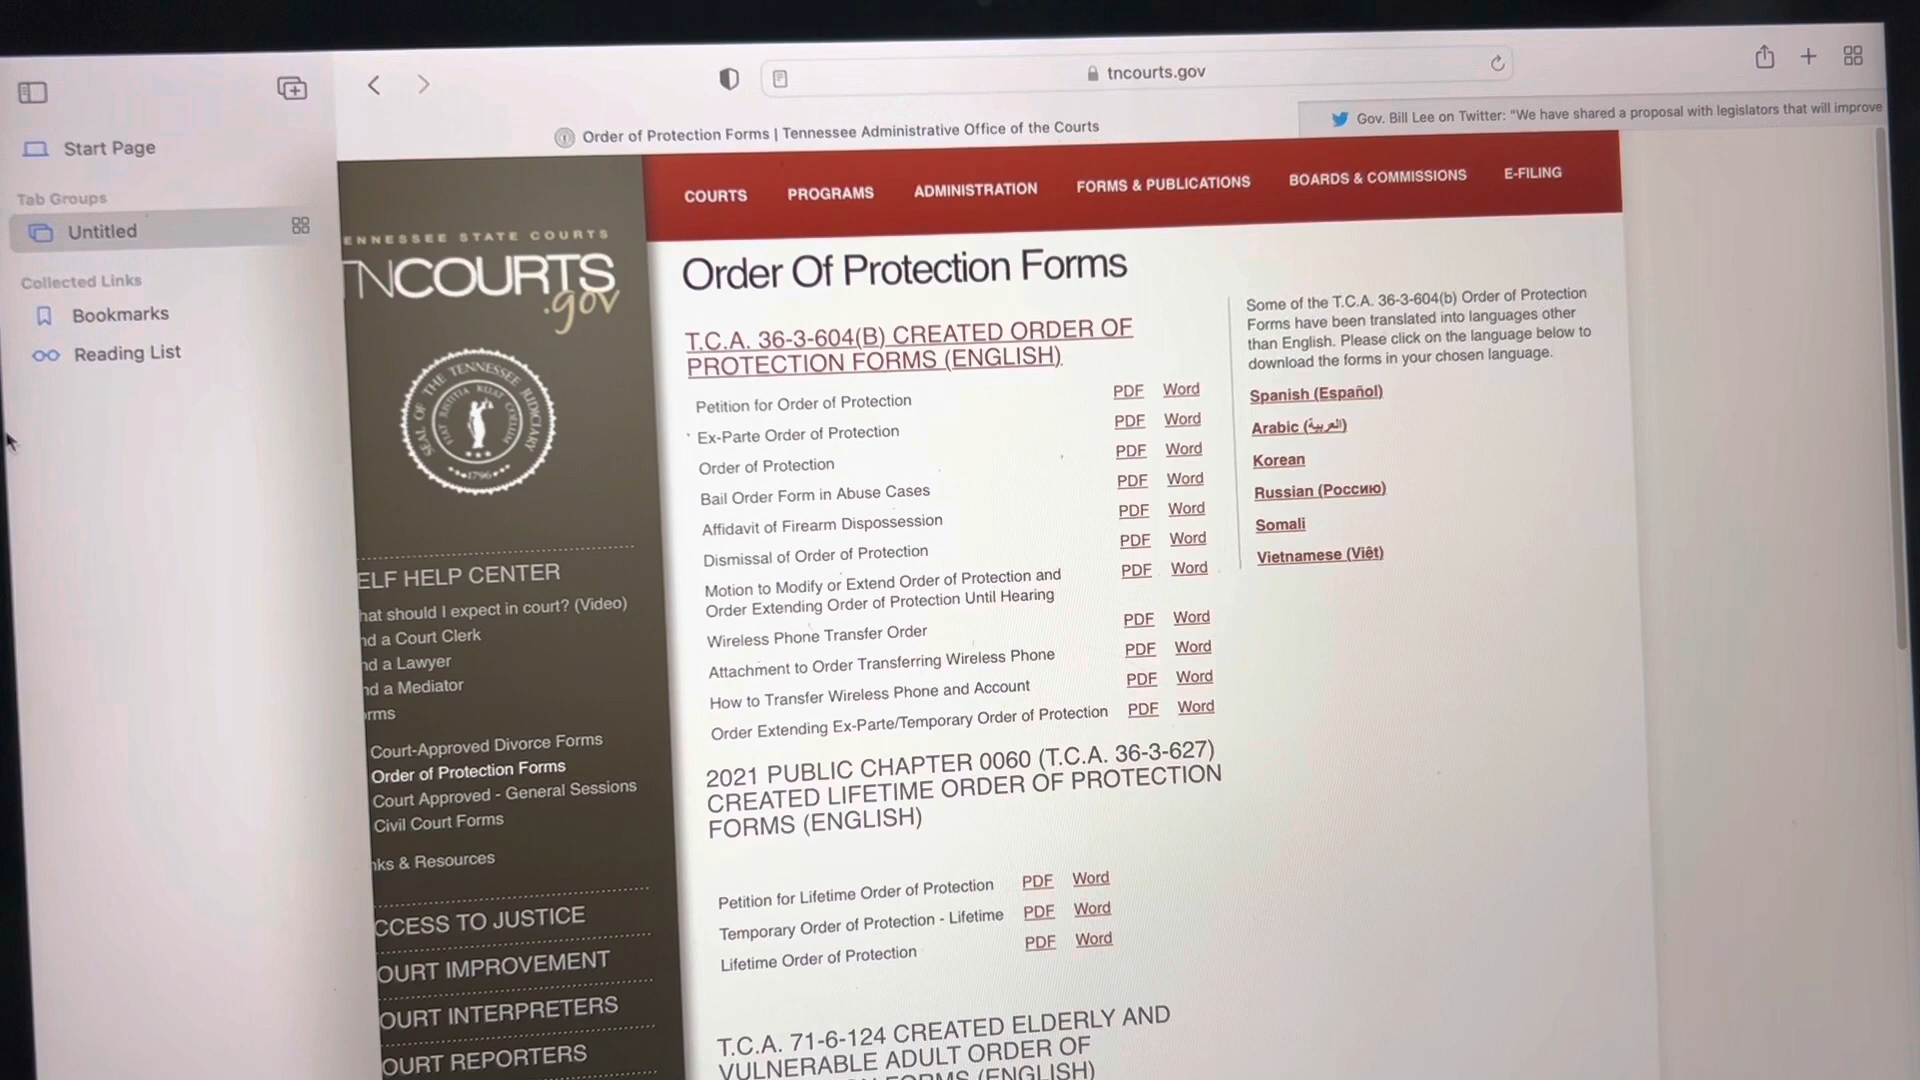 tncourts.gov
Order of Protection Forms | Tennessee Administrative Office of the Courts
Gov. Bill Lee on Twitter: "We have shared a proposal with legislators that will improve
Start Page
Tab Groups
Untitled
Collected Links
Bookmarks
Reading List
COURTS PROGRAMS ADMINISTRATION FORMS & PUBLICATIONS BOARDS & COMMISSIONS E-FILING
ENNESSEE STATE COURTS
TNCOURTS
.gov
SEAL OF THE TENNESSEE JUDICIARY
FIAT JUSTITIA RUAT COELUM
1796
ELF HELP CENTER
hat should I expect in court? (Video)
nd a Court Clerk
nd a Lawyer
nd a Mediator
rms
Court-Approved Divorce Forms
Order of Protection Forms
Court Approved - General Sessions
Civil Court Forms
nks & Resources
CCESS TO JUSTICE
OURT IMPROVEMENT
OURT INTERPRETERS
OURT REPORTERS
Order Of Protection Forms
T.C.A. 36-3-604(B) CREATED ORDER OF
PROTECTION FORMS (ENGLISH)
Petition for Order of Protection PDF Word
Ex-Parte Order of Protection PDF Word
Order of Protection PDF Word
Bail Order Form in Abuse Cases PDF Word
Affidavit of Firearm Dispossession PDF Word
Dismissal of Order of Protection PDF Word
Motion to Modify or Extend Order of Protection and PDF Word
Order Extending Order of Protection Until Hearing
Wireless Phone Transfer Order PDF Word
Attachment to Order Transferring Wireless Phone PDF Word
How to Transfer Wireless Phone and Account PDF Word
Order Extending Ex-Parte/Temporary Order of Protection PDF Word
2021 PUBLIC CHAPTER 0060 (T.C.A. 36-3-627)
CREATED LIFETIME ORDER OF PROTECTION
FORMS (ENGLISH)
Petition for Lifetime Order of Protection PDF Word
Temporary Order of Protection - Lifetime PDF Word
Lifetime Order of Protection PDF Word
T.C.A. 71-6-124 CREATED ELDERLY AND
VULNERABLE ADULT ORDER OF
FORMS (ENGLISH)
Some of the T.C.A. 36-3-604(b) Order of Protection
Forms have been translated into languages other
than English. Please click on the language below to
download the forms in your chosen language.
Spanish (Español)
Arabic (العربية)
Korean
Russian (Россию)
Somali
Vietnamese (Việt)